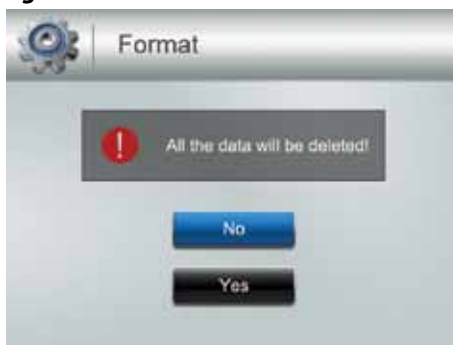 Format
All the data will be deleted!
No
Yes